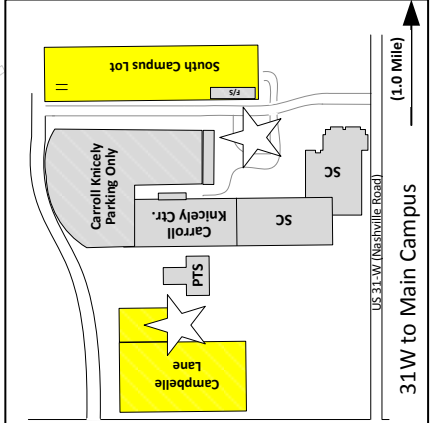 South Campus Lot
F/S
(1.0 Mile)
Carroll Knicely
Parking Only
Carroll
Knicely Ctr.
SC
SC
PTS
US 31-W (Nashville Road)
31W to Main Campus
Campbelle
Lane